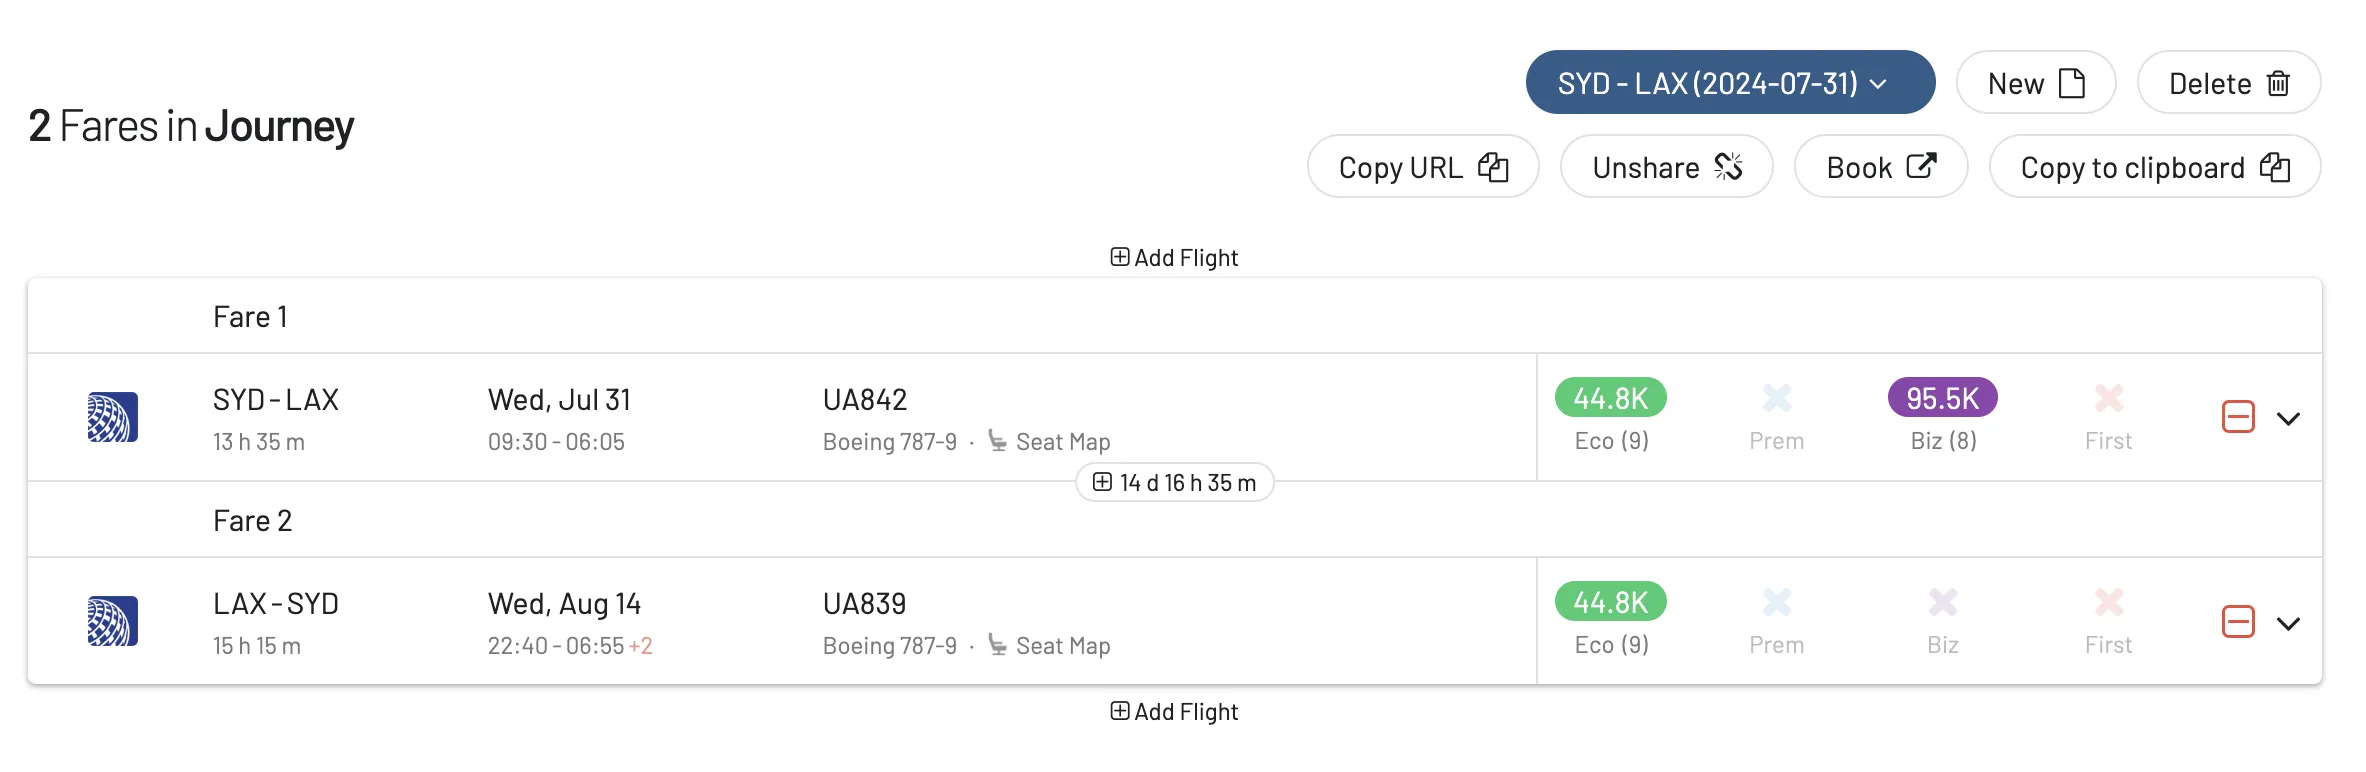 SYD - LAX (2024-07-31)
New
Delete
2 Fares in Journey
Copy URL
Unshare
Book
Copy to clipboard
Add Flight
Fare 1
SYD - LAX
Wed, Jul 31
UA842
44.8K
95.5K
13 h 35 m
09:30 - 06:05
Boeing 787-9 · Seat Map
Eco (9)
Prem
Biz (8)
First
14 d 16 h 35 m
Fare 2
LAX - SYD
Wed, Aug 14
UA839
44.8K
15 h 15 m
22:40 - 06:55 +2
Boeing 787-9 · Seat Map
Eco (9)
Prem
Biz
First
Add Flight